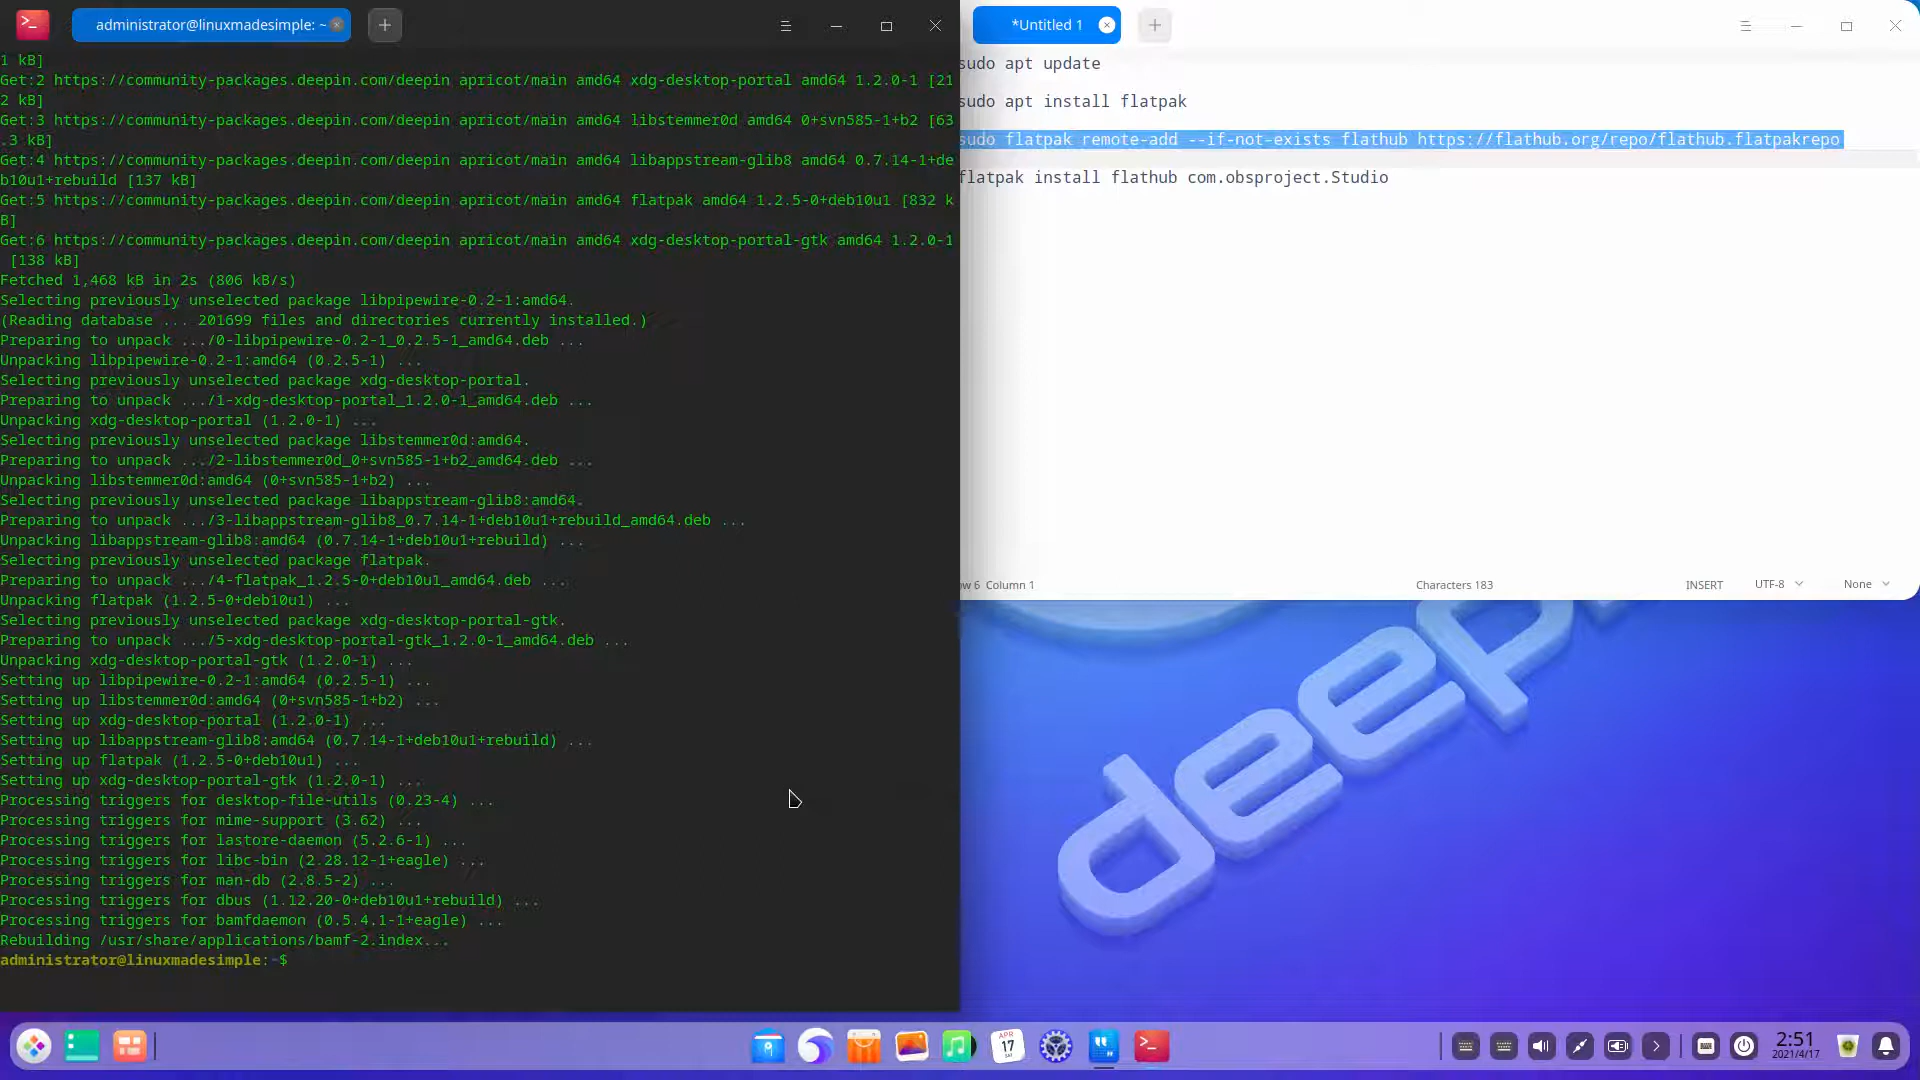 administrator@linuxmadesimple: ~
1 kB]
Get:2 https://community-packages.deepin.com/deepin apricot/main amd64 xdg-desktop-portal amd64 1.2.0-1 [21
2 kB]
Get:3 https://community-packages.deepin.com/deepin apricot/main amd64 libstemmer0d amd64 0+svn585-1+b2 [63
.3 kB]
Get:4 https://community-packages.deepin.com/deepin apricot/main amd64 libappstream-glib8 amd64 0.7.14-1+de
b10u1+rebuild [137 kB]
Get:5 https://community-packages.deepin.com/deepin apricot/main amd64 flatpak amd64 1.2.5-0+deb10u1 [832 k
B]
Get:6 https://community-packages.deepin.com/deepin apricot/main amd64 xdg-desktop-portal-gtk amd64 1.2.0-1
[138 kB]
Fetched 1,468 kB in 2s (806 kB/s)
Selecting previously unselected package libpipewire-0.2-1:amd64.
(Reading database ... 201699 files and directories currently installed.)
Preparing to unpack .../0-libpipewire-0.2-1_0.2.5-1_amd64.deb ...
Unpacking libpipewire-0.2-1:amd64 (0.2.5-1) ...
Selecting previously unselected package xdg-desktop-portal.
Preparing to unpack .../1-xdg-desktop-portal_1.2.0-1_amd64.deb ...
Unpacking xdg-desktop-portal (1.2.0-1) ...
Selecting previously unselected package libstemmer0d:amd64.
Preparing to unpack .../2-libstemmer0d_0+svn585-1+b2_amd64.deb ...
Unpacking libstemmer0d:amd64 (0+svn585-1+b2) ...
Selecting previously unselected package libappstream-glib8:amd64.
Preparing to unpack .../3-libappstream-glib8_0.7.14-1+deb10u1+rebuild_amd64.deb ...
Unpacking libappstream-glib8:amd64 (0.7.14-1+deb10u1+rebuild) ...
Selecting previously unselected package flatpak.
Preparing to unpack .../4-flatpak_1.2.5-0+deb10u1_amd64.deb ...
Unpacking flatpak (1.2.5-0+deb10u1) ...
Selecting previously unselected package xdg-desktop-portal-gtk.
Preparing to unpack .../5-xdg-desktop-portal-gtk_1.2.0-1_amd64.deb ...
Unpacking xdg-desktop-portal-gtk (1.2.0-1) ...
Setting up libpipewire-0.2-1:amd64 (0.2.5-1) ...
Setting up libstemmer0d:amd64 (0+svn585-1+b2) ...
Setting up xdg-desktop-portal (1.2.0-1) ...
Setting up libappstream-glib8:amd64 (0.7.14-1+deb10u1+rebuild) ...
Setting up flatpak (1.2.5-0+deb10u1) ...
Setting up xdg-desktop-portal-gtk (1.2.0-1) ...
Processing triggers for desktop-file-utils (0.23-4) ...
Processing triggers for mime-support (3.62) ...
Processing triggers for lastore-daemon (5.2.6-1) ...
Processing triggers for libc-bin (2.28.12-1+eagle) ...
Processing triggers for man-db (2.8.5-2) ...
Processing triggers for dbus (1.12.20-0+deb10u1+rebuild) ...
Processing triggers for bamfdaemon (0.5.4.1-1+eagle) ...
Rebuilding /usr/share/applications/bamf-2.index...
administrator@linuxmadesimple:~$
*Untitled 1
sudo apt update
sudo apt install flatpak
sudo flatpak remote-add --if-not-exists flathub https://flathub.org/repo/flathub.flatpakrepo
flatpak install flathub com.obsproject.Studio
ow 6 Column 1
Characters 183
INSERT
UTF-8
None
deep
APR
17
SAT
2:51
2021/4/17